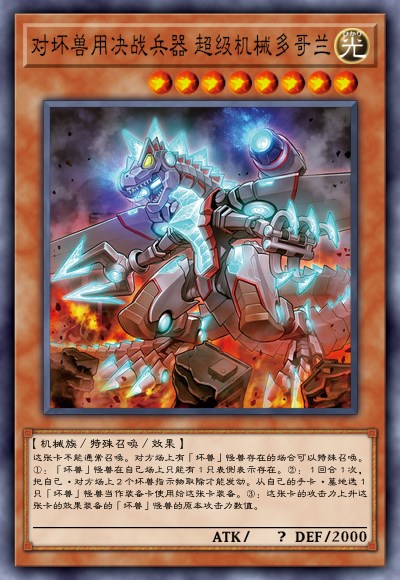 对坏兽用决战兵器 超级机械多哥兰
光
【机械族／特殊召唤／效果】
这张卡不能通常召唤。对方场上有「坏兽」怪兽存在的场合可以特殊召唤。
①：「坏兽」怪兽在自己场上只能有1只表侧表示存在。②：1回合1次，
把自己·对方场上2个坏兽指示物取除才能发动。从自己的手卡·墓地选1
只「坏兽」怪兽当作装备卡使用给这张卡装备。③：这张卡的攻击力上升这
张卡的效果装备的「坏兽」怪兽的原本攻击力数值。
ATK/ ? DEF/2000